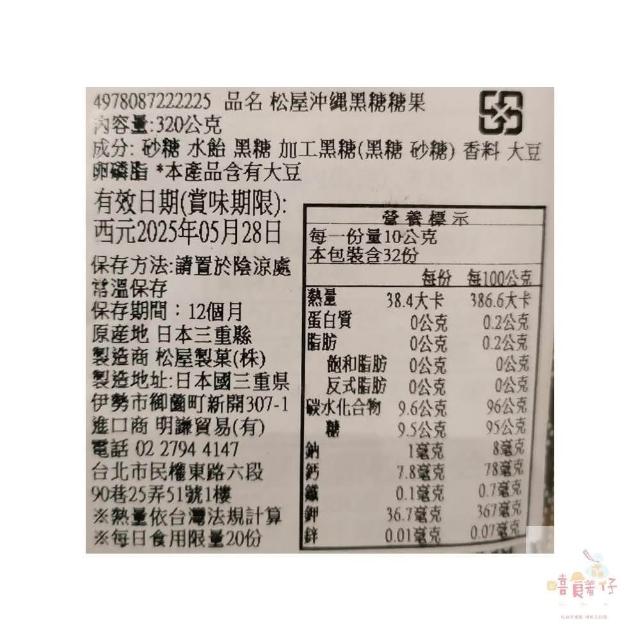 4978087222225 品名 松屋沖縄黑糖糖果
內容量:320公克
成分: 砂糖 水飴 黑糖 加工黑糖(黑糖 砂糖) 香料 大豆
卵磷脂 *本產品含有大豆
有效日期(賞味期限):
西元2025年05月28日
保存方法:請置於陰涼處
常溫保存
保存期間：12個月
原產地 日本三重縣
製造商 松屋製菓(株)
製造地址:日本國三重県
伊勢市御薗町新開307-1
進口商 明謙貿易(有)
電話 02 2794 4147
台北市民權東路六段
90巷25弄51號1樓
※熱量依台灣法規計算
※每日食用限量20份
營養標示
每一份量10公克
本包裝含32份
每份 每100公克
熱量 38.4大卡 386.6大卡
蛋白質 0公克 0.2公克
脂肪 0公克 0.2公克
飽和脂肪 0公克 0公克
反式脂肪 0公克 0公克
碳水化合物 9.6公克 96公克
糖 9.5公克 95公克
鈉 1毫克 8毫克
鈣 7.8毫克 78毫克
鐵 0.1毫克 0.7毫克
鉀 36.7毫克 367毫克
鋅 0.01毫克 0.07毫克